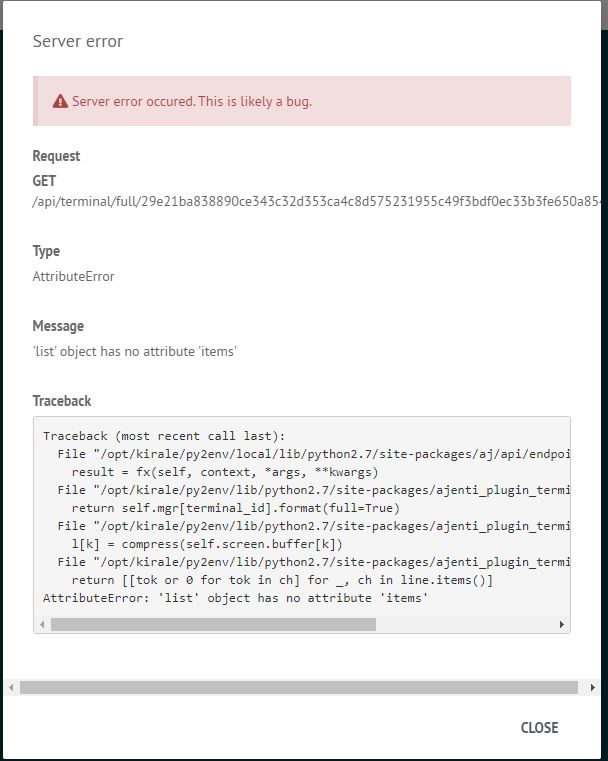 Server error
Server error occured. This is likely a bug.
Request
GET
/api/terminal/full/29e21ba838890ce343c32d353ca4c8d575231955c49f3bdf0ec33b3fe650a854
Type
AttributeError
Message
'list' object has no attribute 'items'
Traceback
Traceback (most recent call last):
  File "/opt/kirale/py2env/local/lib/python2.7/site-packages/aj/api/endpoi
    result = fx(self, context, *args, **kwargs)
  File "/opt/kirale/py2env/lib/python2.7/site-packages/ajenti_plugin_termi
    return self.mgr[terminal_id].format(full=True)
  File "/opt/kirale/py2env/lib/python2.7/site-packages/ajenti_plugin_termi
    l[k] = compress(self.screen.buffer[k])
  File "/opt/kirale/py2env/lib/python2.7/site-packages/ajenti_plugin_termi
    return [[tok or 0 for tok in ch] for _, ch in line.items()]
AttributeError: 'list' object has no attribute 'items'
CLOSE